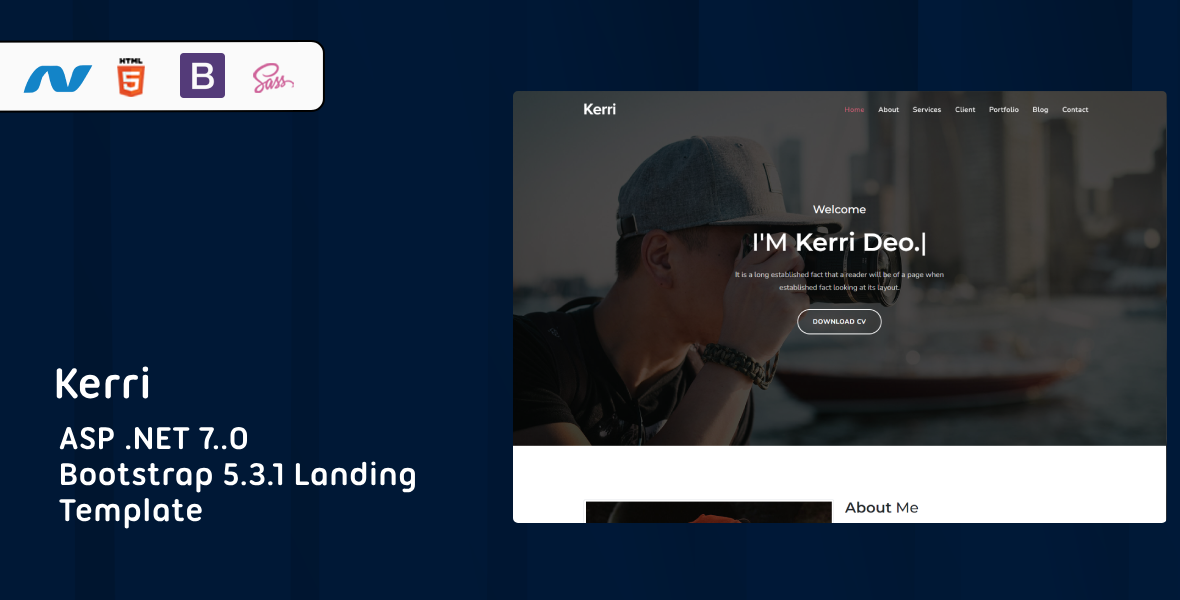 HTML
5
B
Sass
Kerri
ASP .NET 7..0
Bootstrap 5.3.1 Landing
Template
Kerri
Home About Services Client Portfolio Blog Contact
Welcome
I'M Kerri Deo.|
It is a long established fact that a reader will be of a page when
established fact looking at its layout.
DOWNLOAD CV
About Me